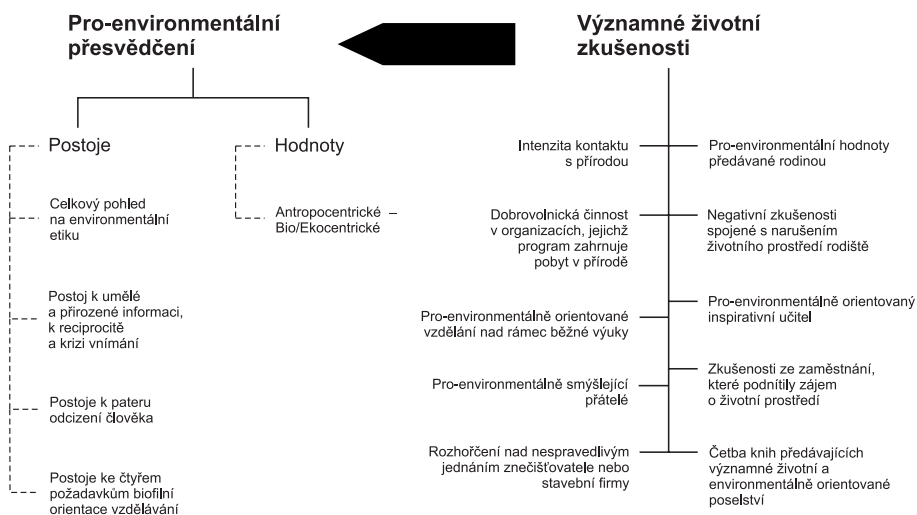 Pro-environmentální
přesvědčení
Postoje
Celkový pohled
na environmentální
etiku
Postoj k umělé
a přirozené informaci,
k reciprocitě
a krizi vnímání
Postoje k pateru
odcizení člověka
Postoje ke čtyřem
požadavkům biofilní
orientace vzdělávání
Hodnoty
Antropocentrické –
Bio/Ekocentrické
Významné životní
zkušenosti
Intenzita kontaktu
s přírodou
Dobrovolnická činnost
v organizacích, jejichž
program zahrnuje
pobyt v přírodě
Pro-environmentálně orientované
vzdělání nad rámec běžné výuky
Pro-environmentálně smýšlející
přátelé
Rozhořčení nad nespravedlivým
jednáním znečišťovatele nebo
stavební firmy
Pro-environmentální hodnoty
předávané rodinou
Negativní zkušenosti
spojené s narušením
životního prostředí rodiště
Pro-environmentálně orientovaný
inspirativní učitel
Zkušenosti ze zaměstnání,
které podnítily zájem
o životní prostředí
Četba knih předávajících
významné životní a
environmentálně orientované
poselství